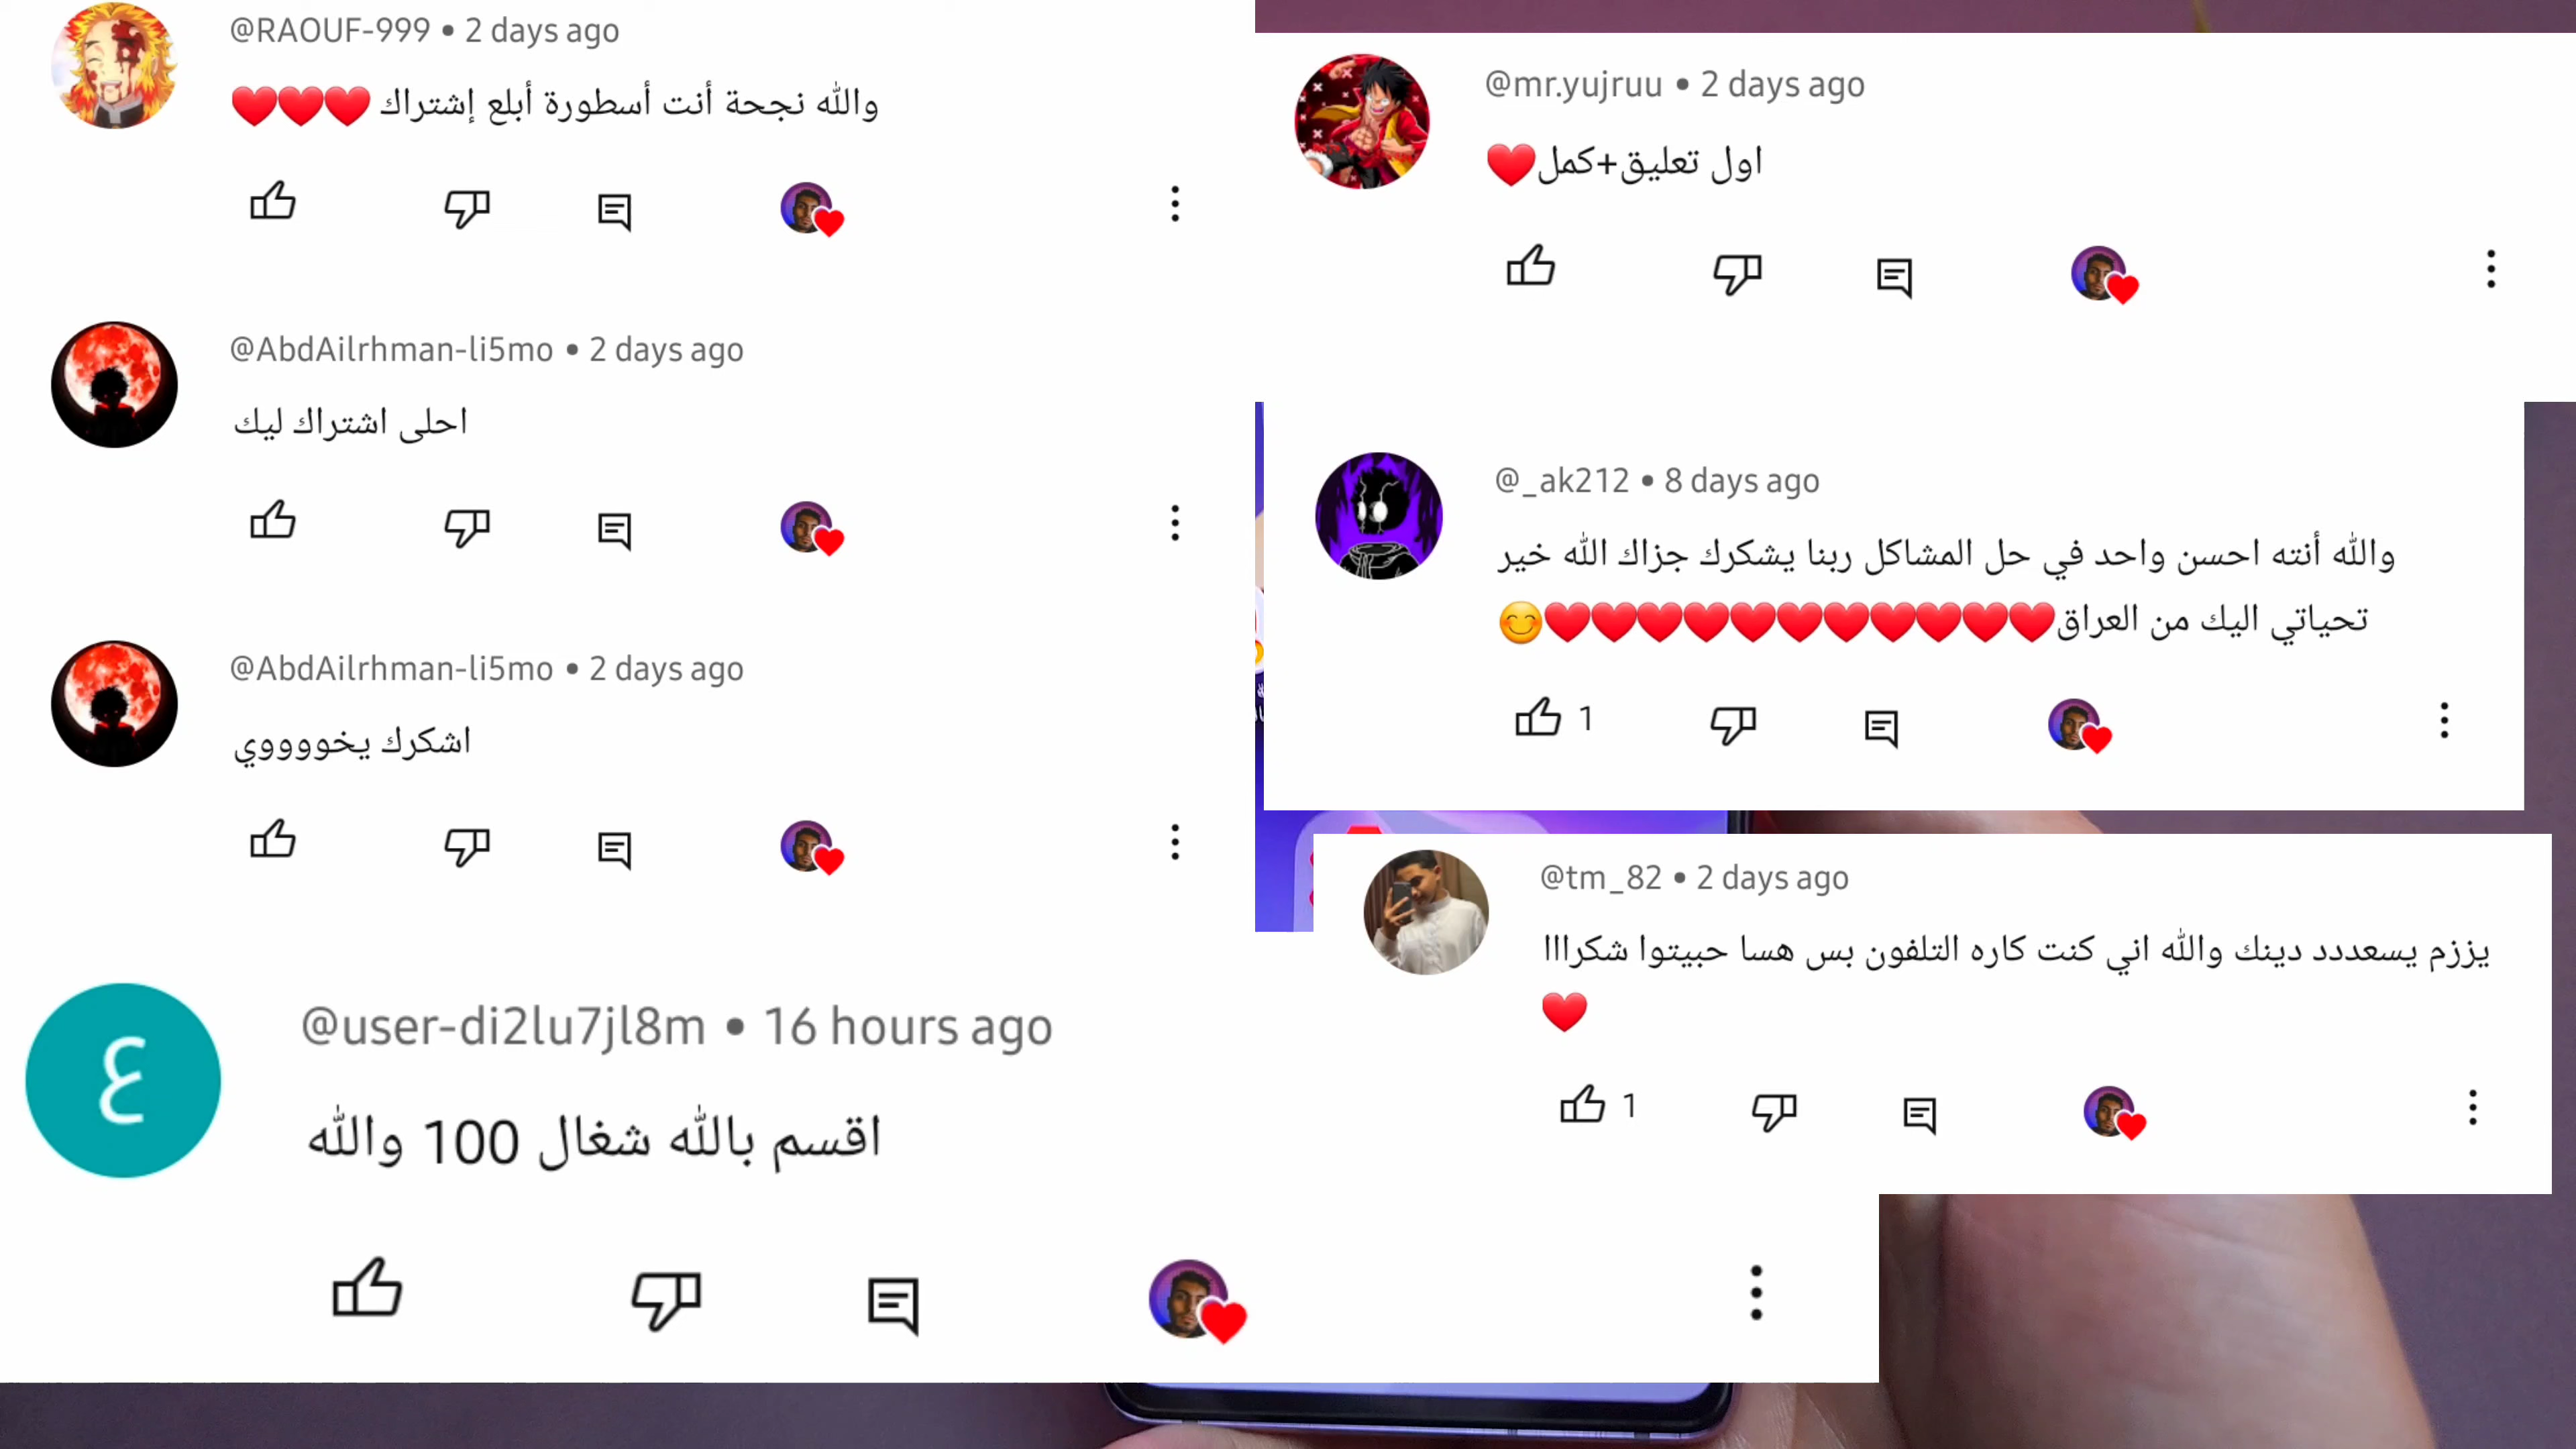 @RAOUF-999 • 2 days ago
والله نجحة أنت أسطورة أبلع إشتراك ❤️❤️❤️
@AbdAilrhman-li5mo • 2 days ago
احلى اشتراك ليك
@AbdAilrhman-li5mo • 2 days ago
اشكرك يخوووووي
ع
@user-di2lu7jl8m • 16 hours ago
اقسم بالله شغال 100 والله
@mr.yujruu • 2 days ago
اول تعليق+كمل❤️
@_ak212 • 8 days ago
والله أنته احسن واحد في حل المشاكل ربنا يشكرك جزاك الله خير
تحياتي اليك من العراق❤️❤️❤️❤️❤️❤️❤️❤️❤️❤️❤️😊
1
@tm_82 • 2 days ago
يززم يسعددد دينك والله اني كنت كاره التلفون بس هسا حبيتوا شكرااا
❤️
1